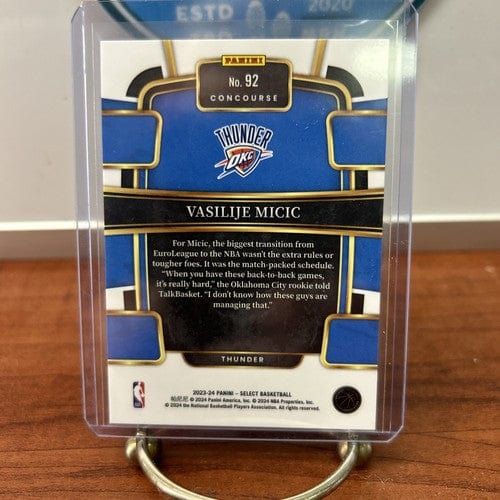 ESTD
2020
PANINI
No. 92
CONCOURSE
THUNDER
OKC
VASILIJE MICIC
For Micic, the biggest transition from
EuroLeague to the NBA wasn't the extra rules or
tougher foes. It was the match-packed schedule.
"When you have these back-to-back games,
it's really hard," the Oklahoma City rookie told
TalkBasket. "I don't know how these guys are
managing that."
THUNDER
2023-24 PANINI - SELECT BASKETBALL
帕尼尼 © 2024 Panini America, Inc. © 2024 NBA Properties, Inc.
© 2024 the National Basketball Players Association. All rights reserved.